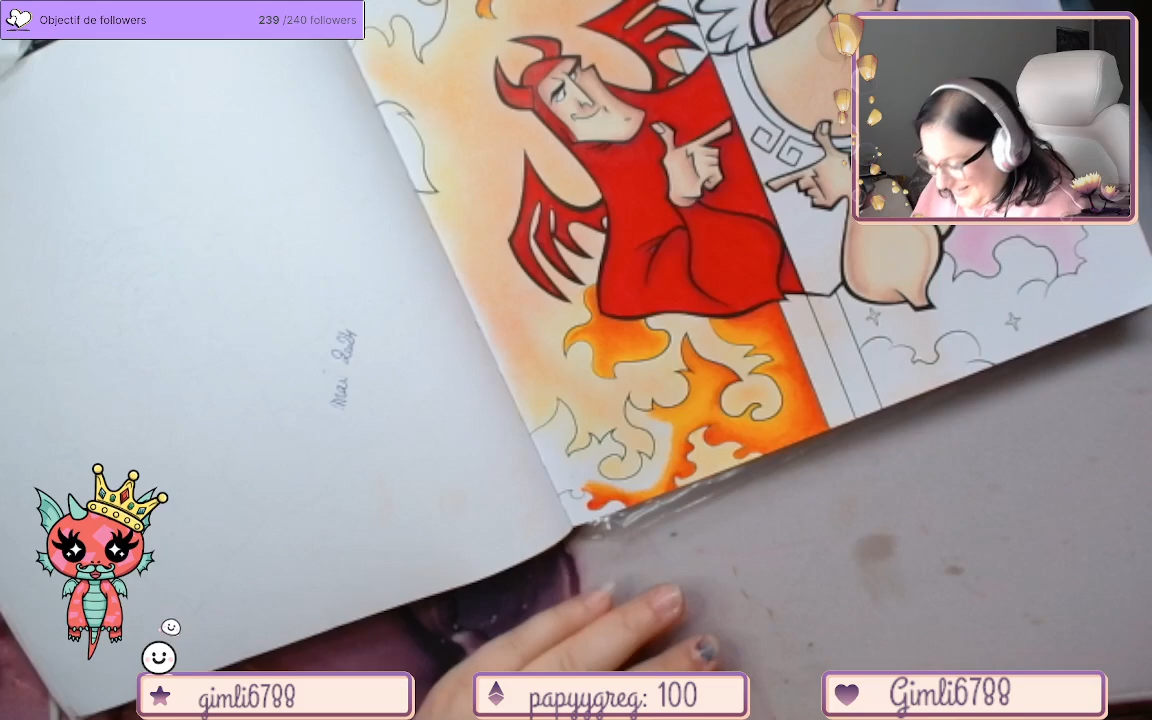 Objectif de followers 239 /240 followers
gimli6788
papyygreg: 100
Gimli6788